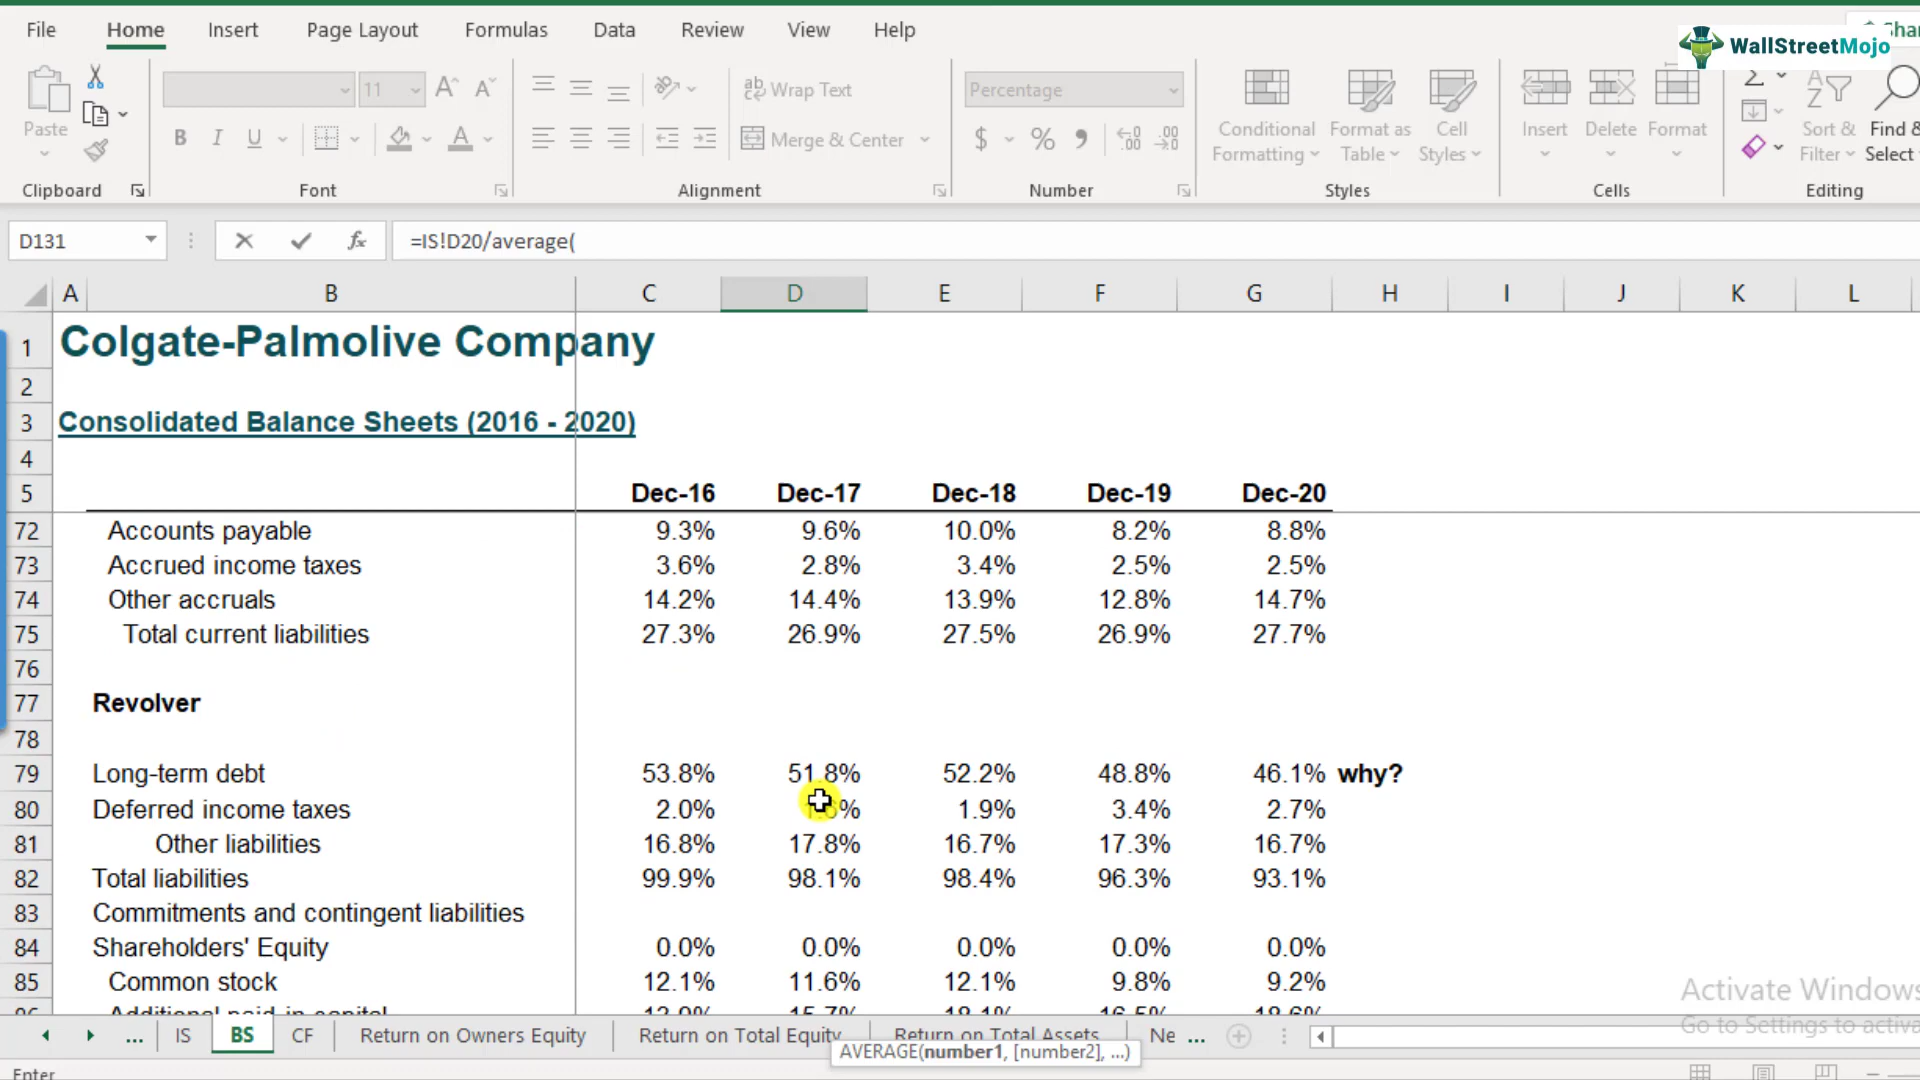 File Home Insert Page Layout Formulas Data Review View Help
WallStreetMojo
Paste 11 Wrap Text Percentage
B I U Merge & Center $ % Conditional Formatting Format as Table Cell Styles Insert Delete Format Sort & Filter Find & Select
Clipboard Font Alignment Number Styles Cells Editing
D131 fx =IS!D20/average(
A B C D E F G H I J K L
1 Colgate-Palmolive Company
2
3 Consolidated Balance Sheets (2016 - 2020)
4
5 Dec-16 Dec-17 Dec-18 Dec-19 Dec-20
72 Accounts payable 9.3% 9.6% 10.0% 8.2% 8.8%
73 Accrued income taxes 3.6% 2.8% 3.4% 2.5% 2.5%
74 Other accruals 14.2% 14.4% 13.9% 12.8% 14.7%
75 Total current liabilities 27.3% 26.9% 27.5% 26.9% 27.7%
76
77 Revolver
78
79 Long-term debt 53.8% 51.8% 52.2% 48.8% 46.1% why?
80 Deferred income taxes 2.0% 1.9% 3.4% 2.7%
81 Other liabilities 16.8% 17.8% 16.7% 17.3% 16.7%
82 Total liabilities 99.9% 98.1% 98.4% 96.3% 93.1%
83 Commitments and contingent liabilities
84 Shareholders' Equity 0.0% 0.0% 0.0% 0.0% 0.0%
85 Common stock 12.1% 11.6% 12.1% 9.8% 9.2%
Activate Windows
Go to Settings to activa
... IS BS CF Return on Owners Equity Return on Total Equity Return on Total Assets Ne ...
AVERAGE(number1, [number2], ...)
Enter